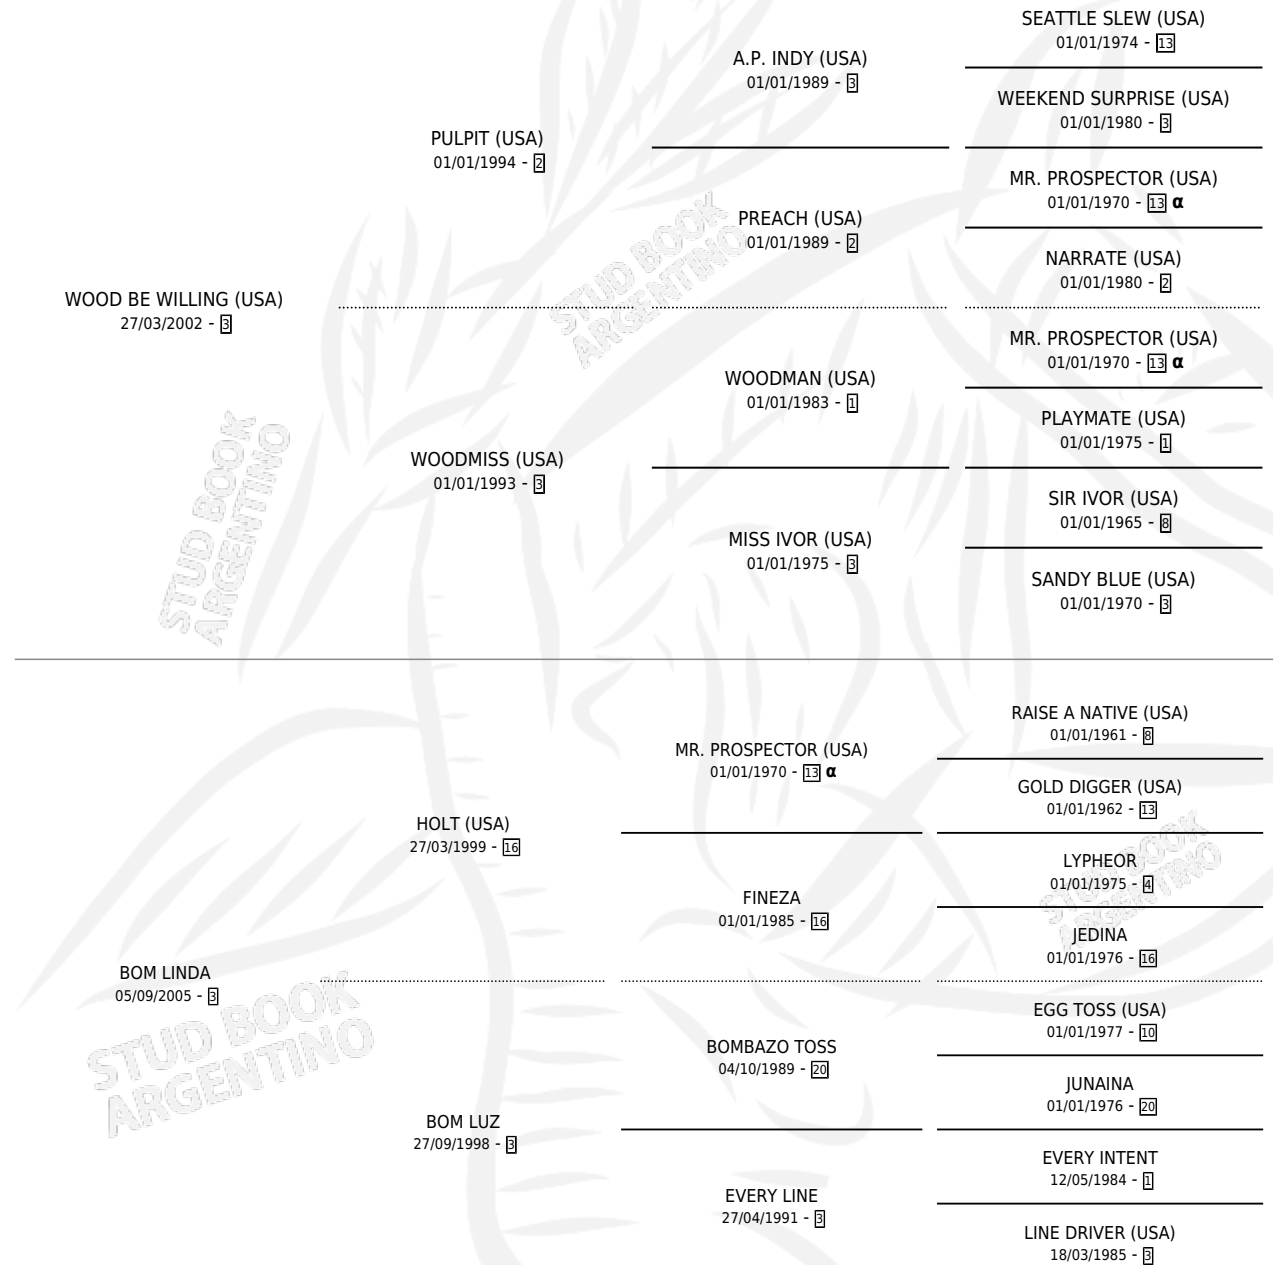 SEATTLE SLEW (USA)
01/01/1974 - 13
A.P. INDY (USA)
01/01/1989 - 3
WEEKEND SURPRISE (USA)
01/01/1980 - 3
PULPIT (USA)
01/01/1994 - 2
MR. PROSPECTOR (USA)
01/01/1970 - 13 α
PREACH (USA)
01/01/1989 - 2
NARRATE (USA)
01/01/1980 - 2
WOOD BE WILLING (USA)
27/03/2002 - 3
MR. PROSPECTOR (USA)
01/01/1970 - 13 α
WOODMAN (USA)
01/01/1983 - 1
PLAYMATE (USA)
01/01/1975 - 1
WOODMISS (USA)
01/01/1993 - 3
SIR IVOR (USA)
01/01/1965 - 8
MISS IVOR (USA)
01/01/1975 - 3
SANDY BLUE (USA)
01/01/1970 - 3
RAISE A NATIVE (USA)
01/01/1961 - 8
MR. PROSPECTOR (USA)
01/01/1970 - 13 α
GOLD DIGGER (USA)
01/01/1962 - 13
HOLT (USA)
27/03/1999 - 16
LYPHEOR
01/01/1975 - 4
FINEZA
01/01/1985 - 16
JEDINA
01/01/1976 - 16
BOM LINDA
05/09/2005 - 3
EGG TOSS (USA)
01/01/1977 - 10
BOMBAZO TOSS
04/10/1989 - 20
JUNAINA
01/01/1976 - 20
BOM LUZ
27/09/1998 - 3
EVERY INTENT
12/05/1984 - 1
EVERY LINE
27/04/1991 - 3
LINE DRIVER (USA)
18/03/1985 - 3
STUD BOOK
ARGENTINO
STUD BOOK
ARGENTINO
STUD BOOK
ARGENTINO
STUD BOOK
ARGENTINO